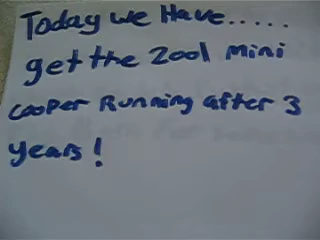 Today we Have.....
get the 2001 mini
cooper Running after 3
years!